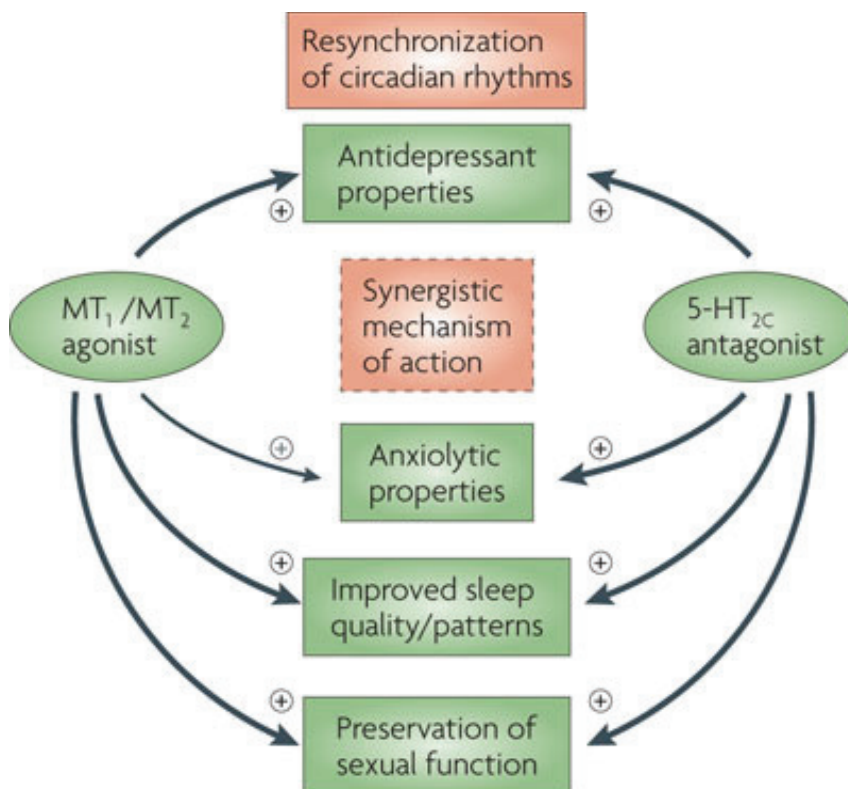 Resynchronization
of circadian rhythms
Antidepressant
properties
+
+
MT₁/MT₂
agonist
Synergistic
mechanism
of action
5-HT₂C
antagonist
+
+
Anxiolytic
properties
+
+
Improved sleep
quality/patterns
+
+
Preservation of
sexual function